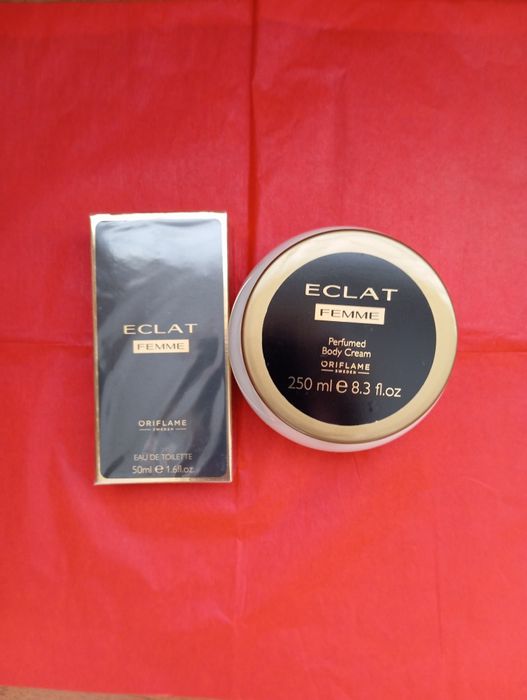 ECLAT
FEMME
ORIFLAME
SWEDEN
EAU DE TOILETTE
50ml e 1.6fl.oz
ECLAT
FEMME
Perfumed
Body Cream
ORIFLAME
SWEDEN
250 ml e 8.3 fl.oz